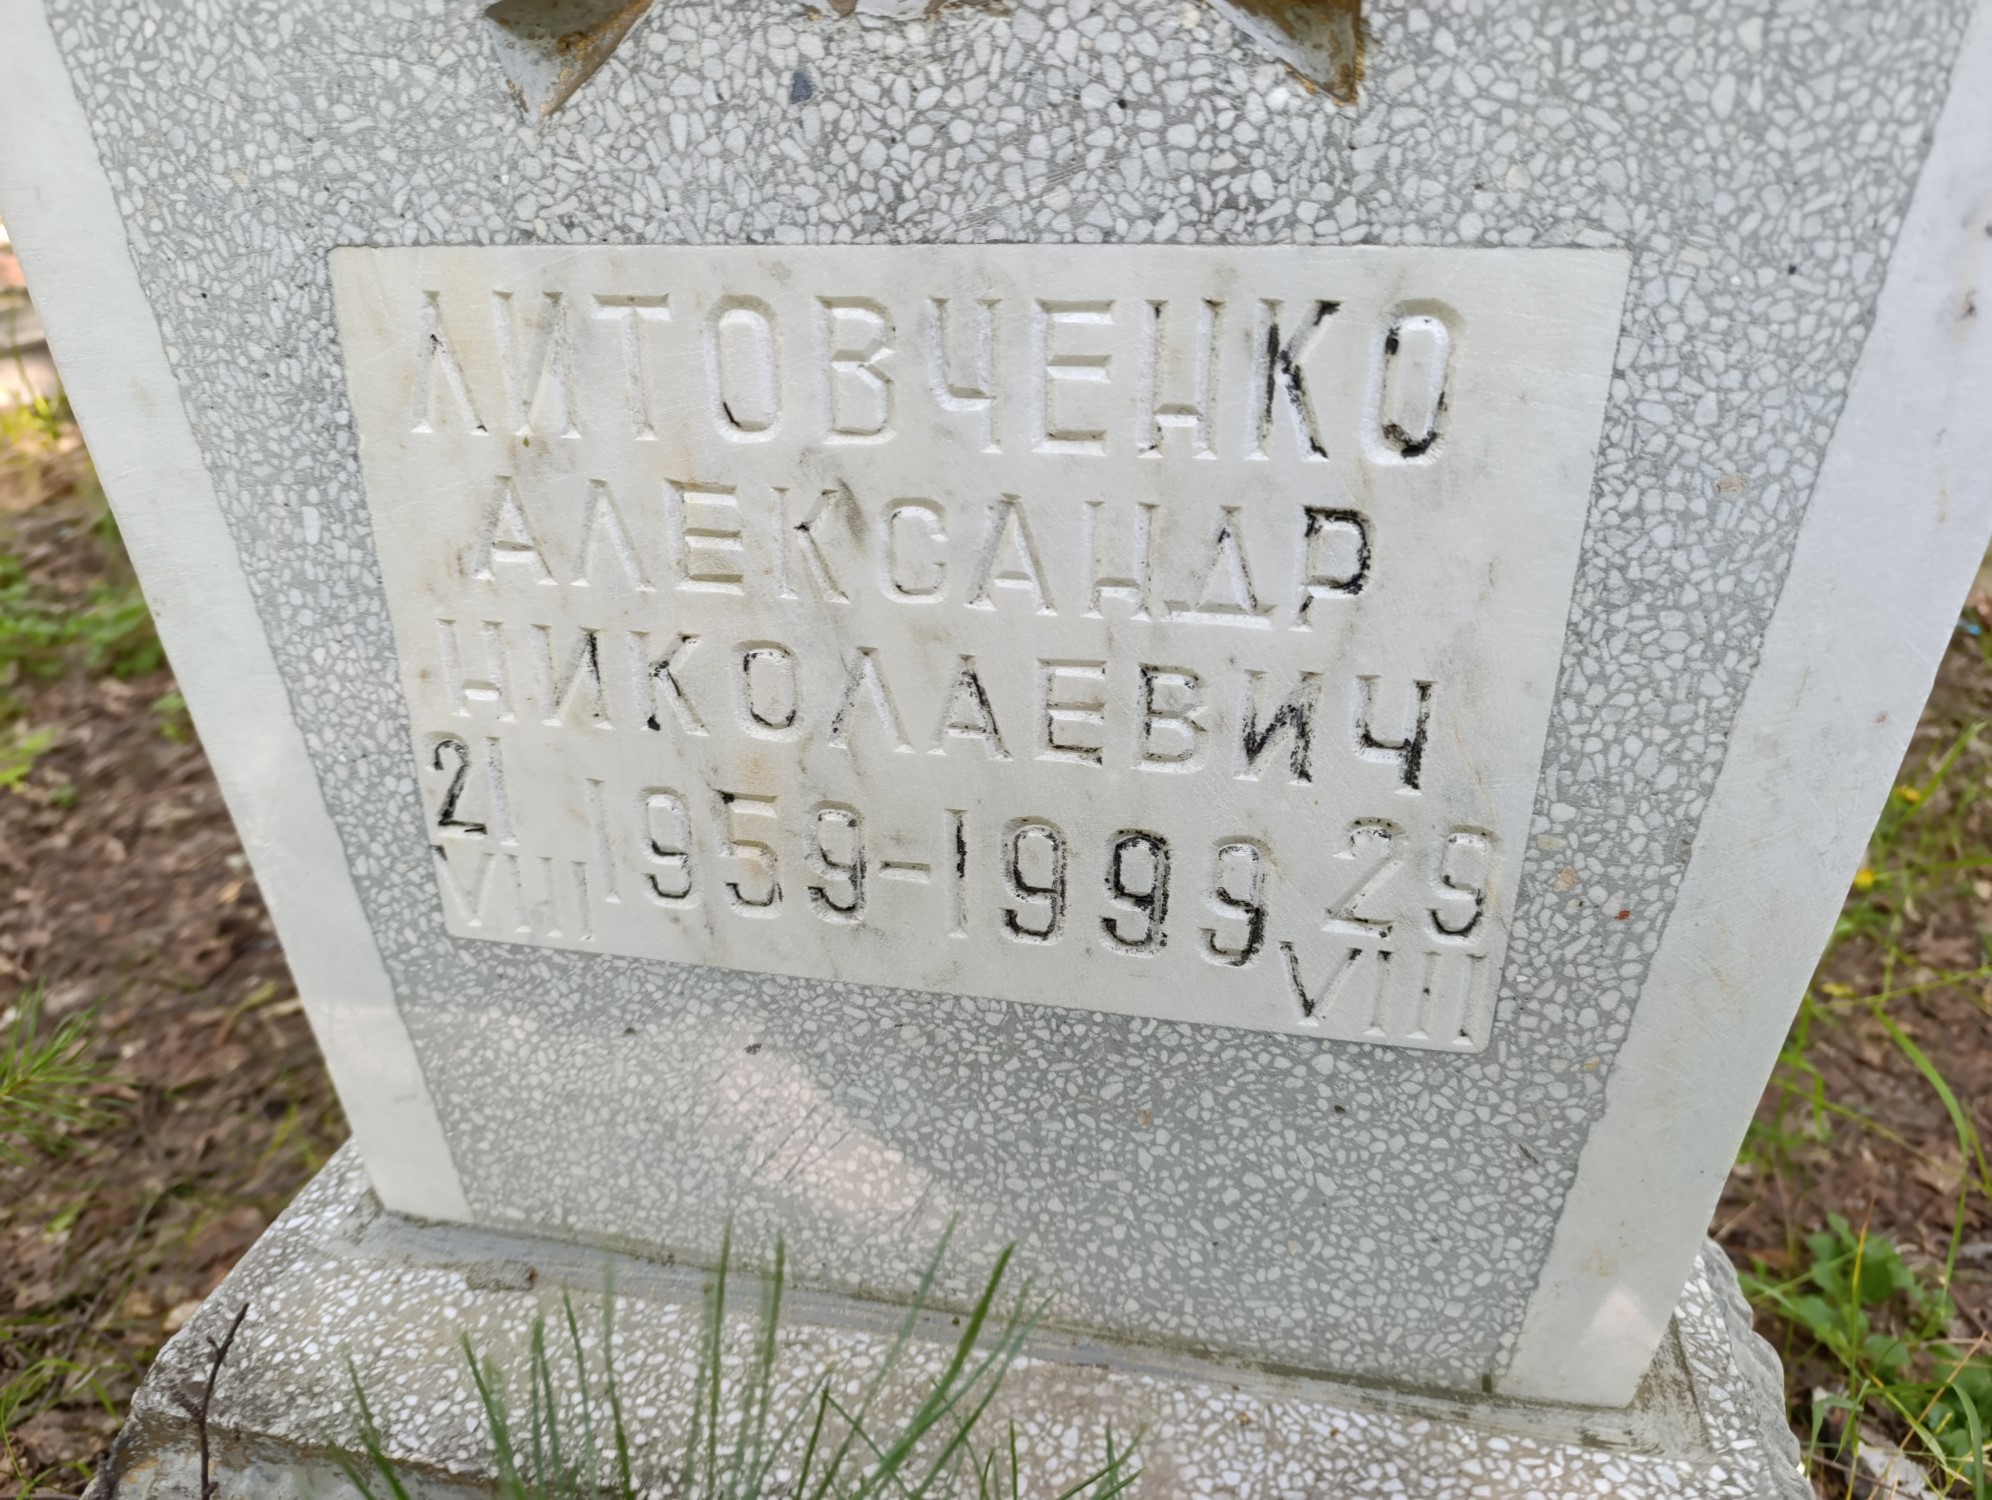 ЛИТОВЧЕНКО
АЛЕКСАНДР
НИКОЛАЕВИЧ
21 1959-1999 29
VIII VIII